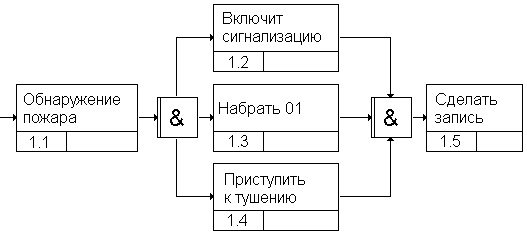 Включит
сигнализацию
1.2
Обнаружение
пожара
1.1
&
Набрать 01
1.3
&
Сделать
запись
1.5
Приступить
к тушению
1.4